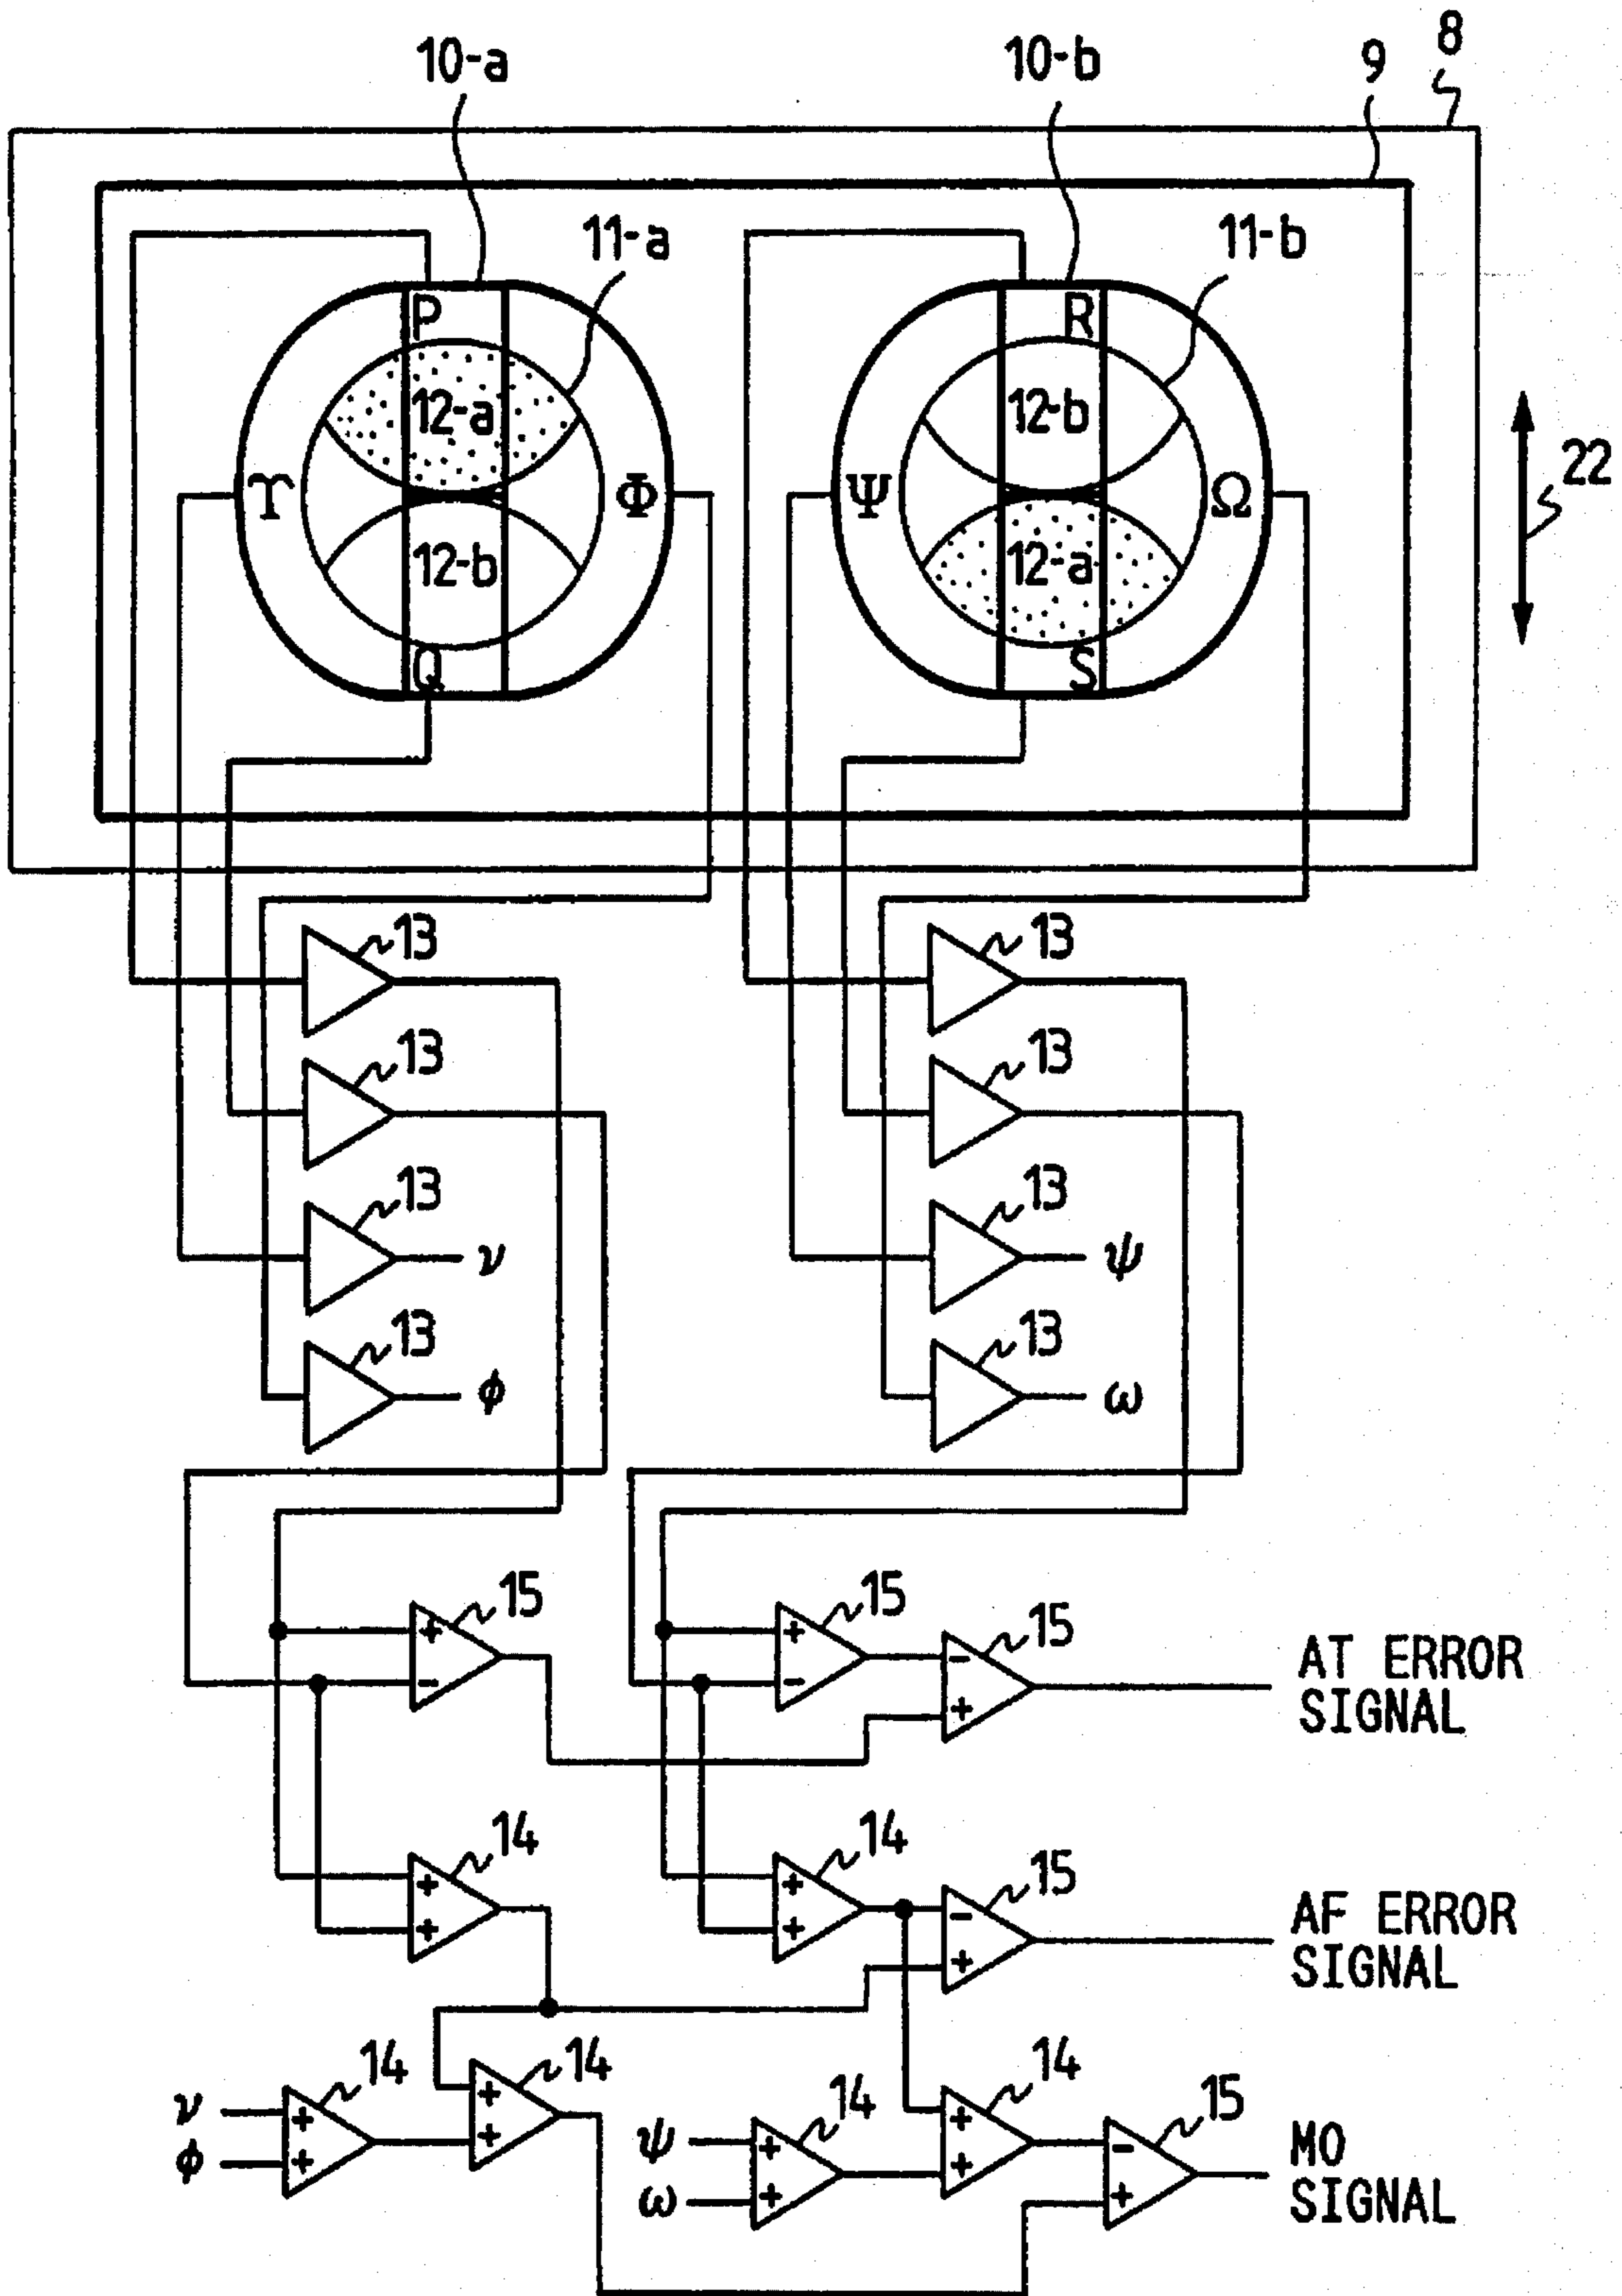 8
9
10-a
10-b
11-a
11-b
P
R
12-a
12-b
22
ϒ
Φ
Ψ
Ω
12-b
12-a
Q
S
13
13
13
13
13
13
ν
ψ
13
13
ϕ
ω
15
15
15
+
+
-
-
-
+
AT ERROR
SIGNAL
14
14
15
+
+
-
+
+
+
AF ERROR
SIGNAL
14
14
14
14
15
ν
ϕ
+
+
+
+
ψ
ω
+
+
+
+
-
+
MO
SIGNAL